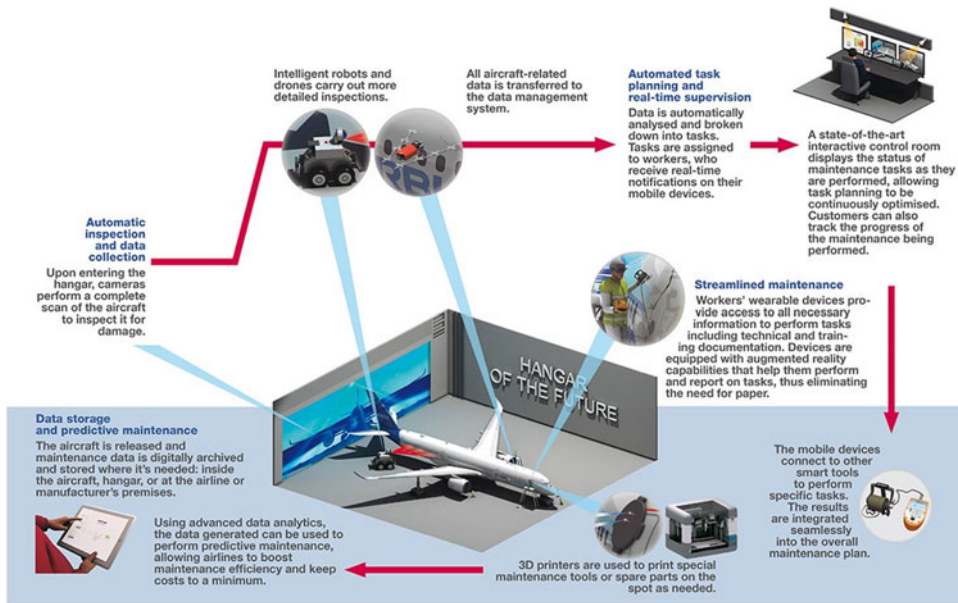 Intelligent robots and
drones carry out more
detailed inspections.
All aircraft-related
data is transferred to
the data management
system.
Automated task
planning and
real-time supervision
Data is automatically
analysed and broken
down into tasks.
Tasks are assigned
to workers, who
receive real-time
notifications on their
mobile devices.
A state-of-the-art
interactive control room
displays the status of
maintenance tasks as they
are performed, allowing
task planning to be
continuously optimised.
Customers can also
track the progress of
the maintenance being
performed.
Automatic
inspection
and data
collection
Upon entering the
hangar, cameras
perform a complete
scan of the aircraft
to inspect it for
damage.
RBU
Streamlined maintenance
Workers' wearable devices pro-
vide access to all necessary
information to perform tasks
including technical and train-
ing documentation. Devices are
equipped with augmented reality
capabilities that help them perform
and report on tasks, thus eliminating
the need for paper.
HANGAR
OF THE FUTURE
Data storage
and predictive maintenance
The aircraft is released and
maintenance data is digitally archived
and stored where it's needed: inside
the aircraft, hangar, or at the airline or
manufacturer's premises.
The mobile devices
connect to other
smart tools
to perform
specific tasks.
The results
are integrated
seamlessly
into the overall
maintenance plan.
Using advanced data analytics,
the data generated can be used to
perform predictive maintenance,
allowing airlines to boost
maintenance efficiency and keep
costs to a minimum.
3D printers are used to print special
maintenance tools or spare parts on the
spot as needed.